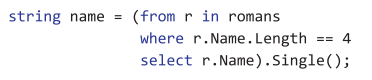 string name = (from r in romans
where r.Name.Length == 4
select r.Name).Single();